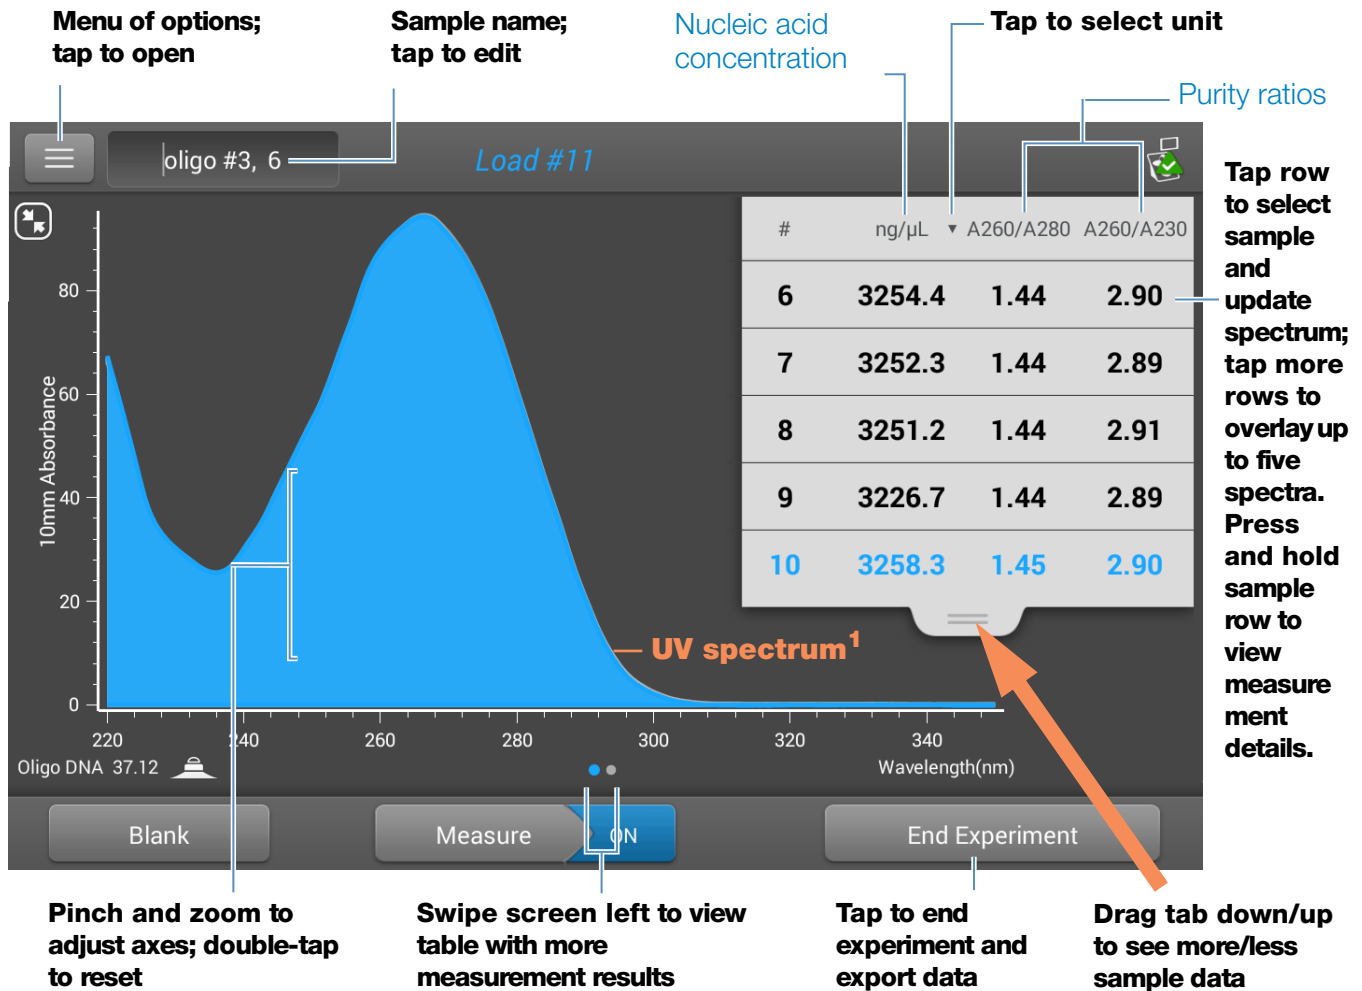 Menu of options;
tap to open
Sample name;
tap to edit
Nucleic acid
concentration
Tap to select unit
Purity ratios
oligo #3, 6
Load #11
Tap row
to select
sample
and
update
spectrum;
tap more
rows to
overlay up
to five
spectra.
Press
and hold
sample
row to
view
measure
ment
details.
# ng/µL ▼ A260/A280 A260/A230
6 3254.4 1.44 2.90
7 3252.3 1.44 2.89
8 3251.2 1.44 2.91
9 3226.7 1.44 2.89
10 3258.3 1.45 2.90
10mm Absorbance
80
60
40
20
0
UV spectrum1
220 240 260 280 300 320 340
Oligo DNA 37.12
Wavelength(nm)
Blank
Measure
ON
End Experiment
Pinch and zoom to
adjust axes; double-tap
to reset
Swipe screen left to view
table with more
measurement results
Tap to end
experiment and
export data
Drag tab down/up
to see more/less
sample data